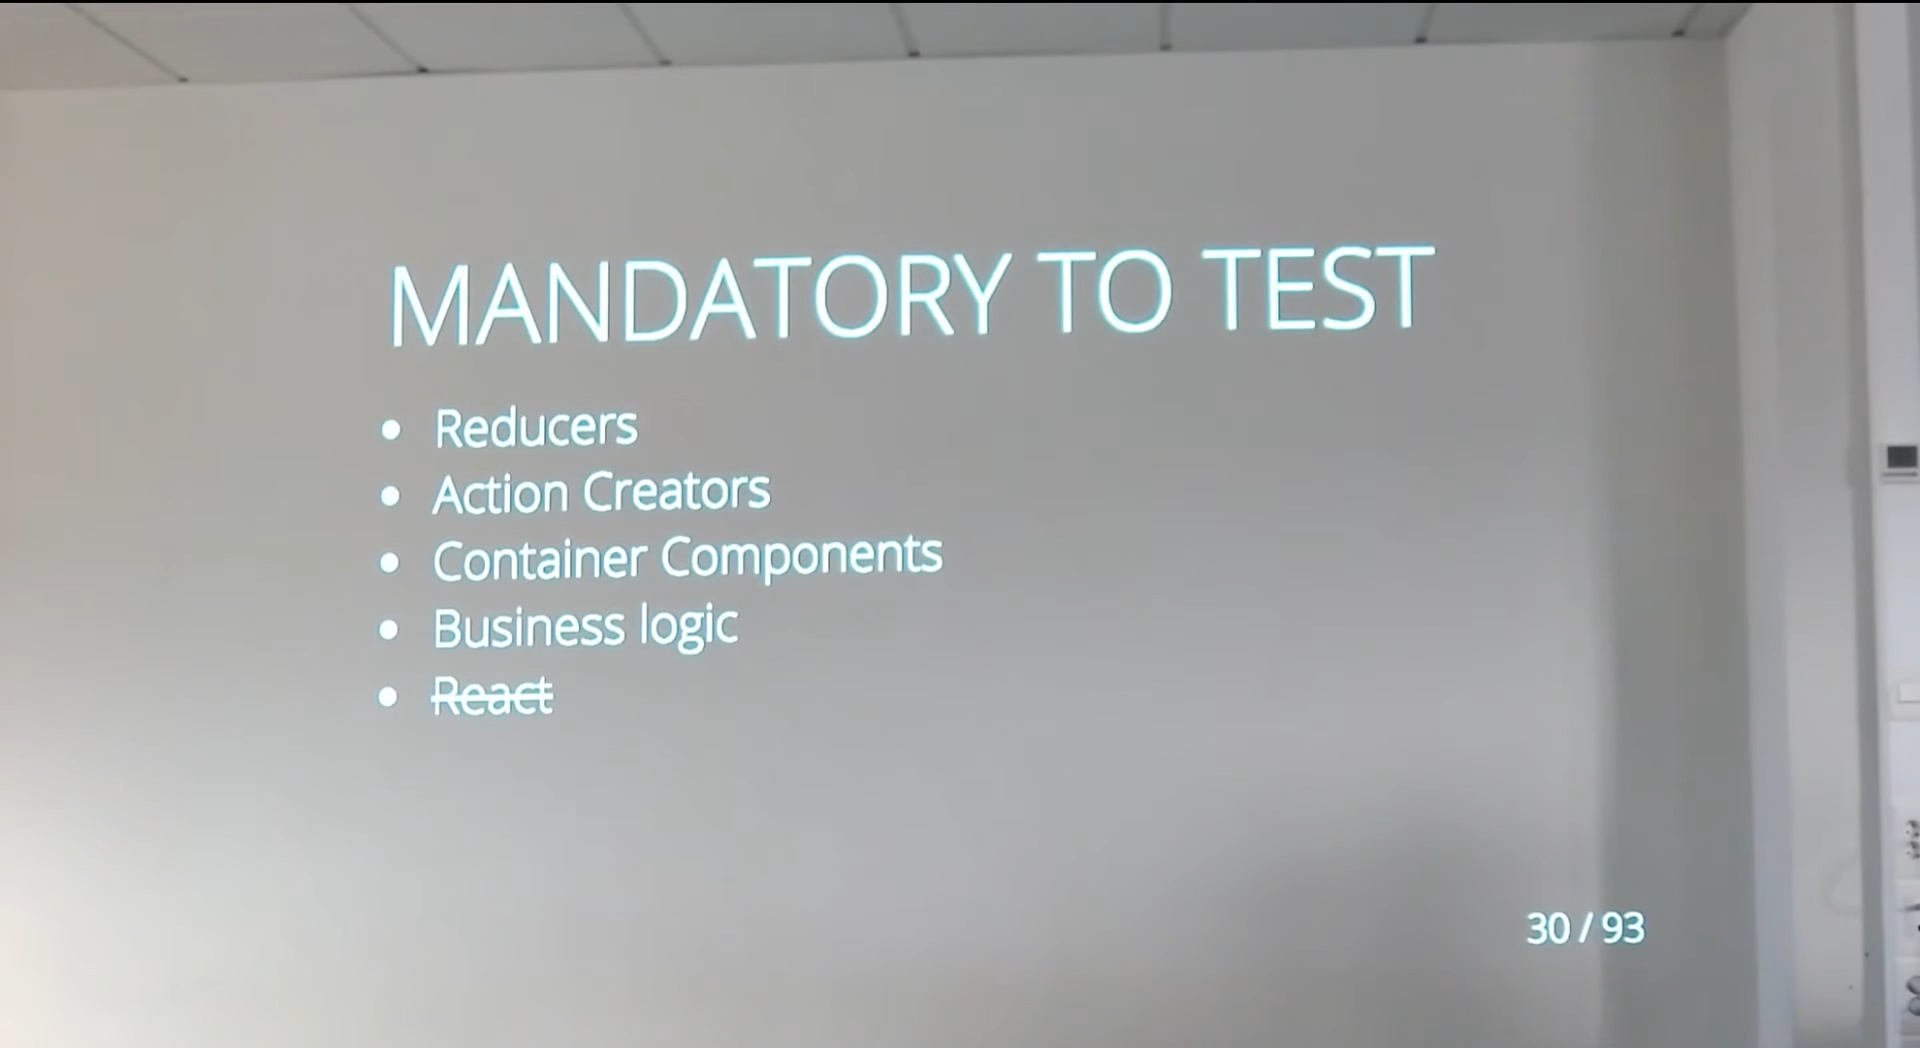 MANDATORY TO TEST
• Reducers
• Action Creators
• Container Components
• Business logic
• React
30 / 93